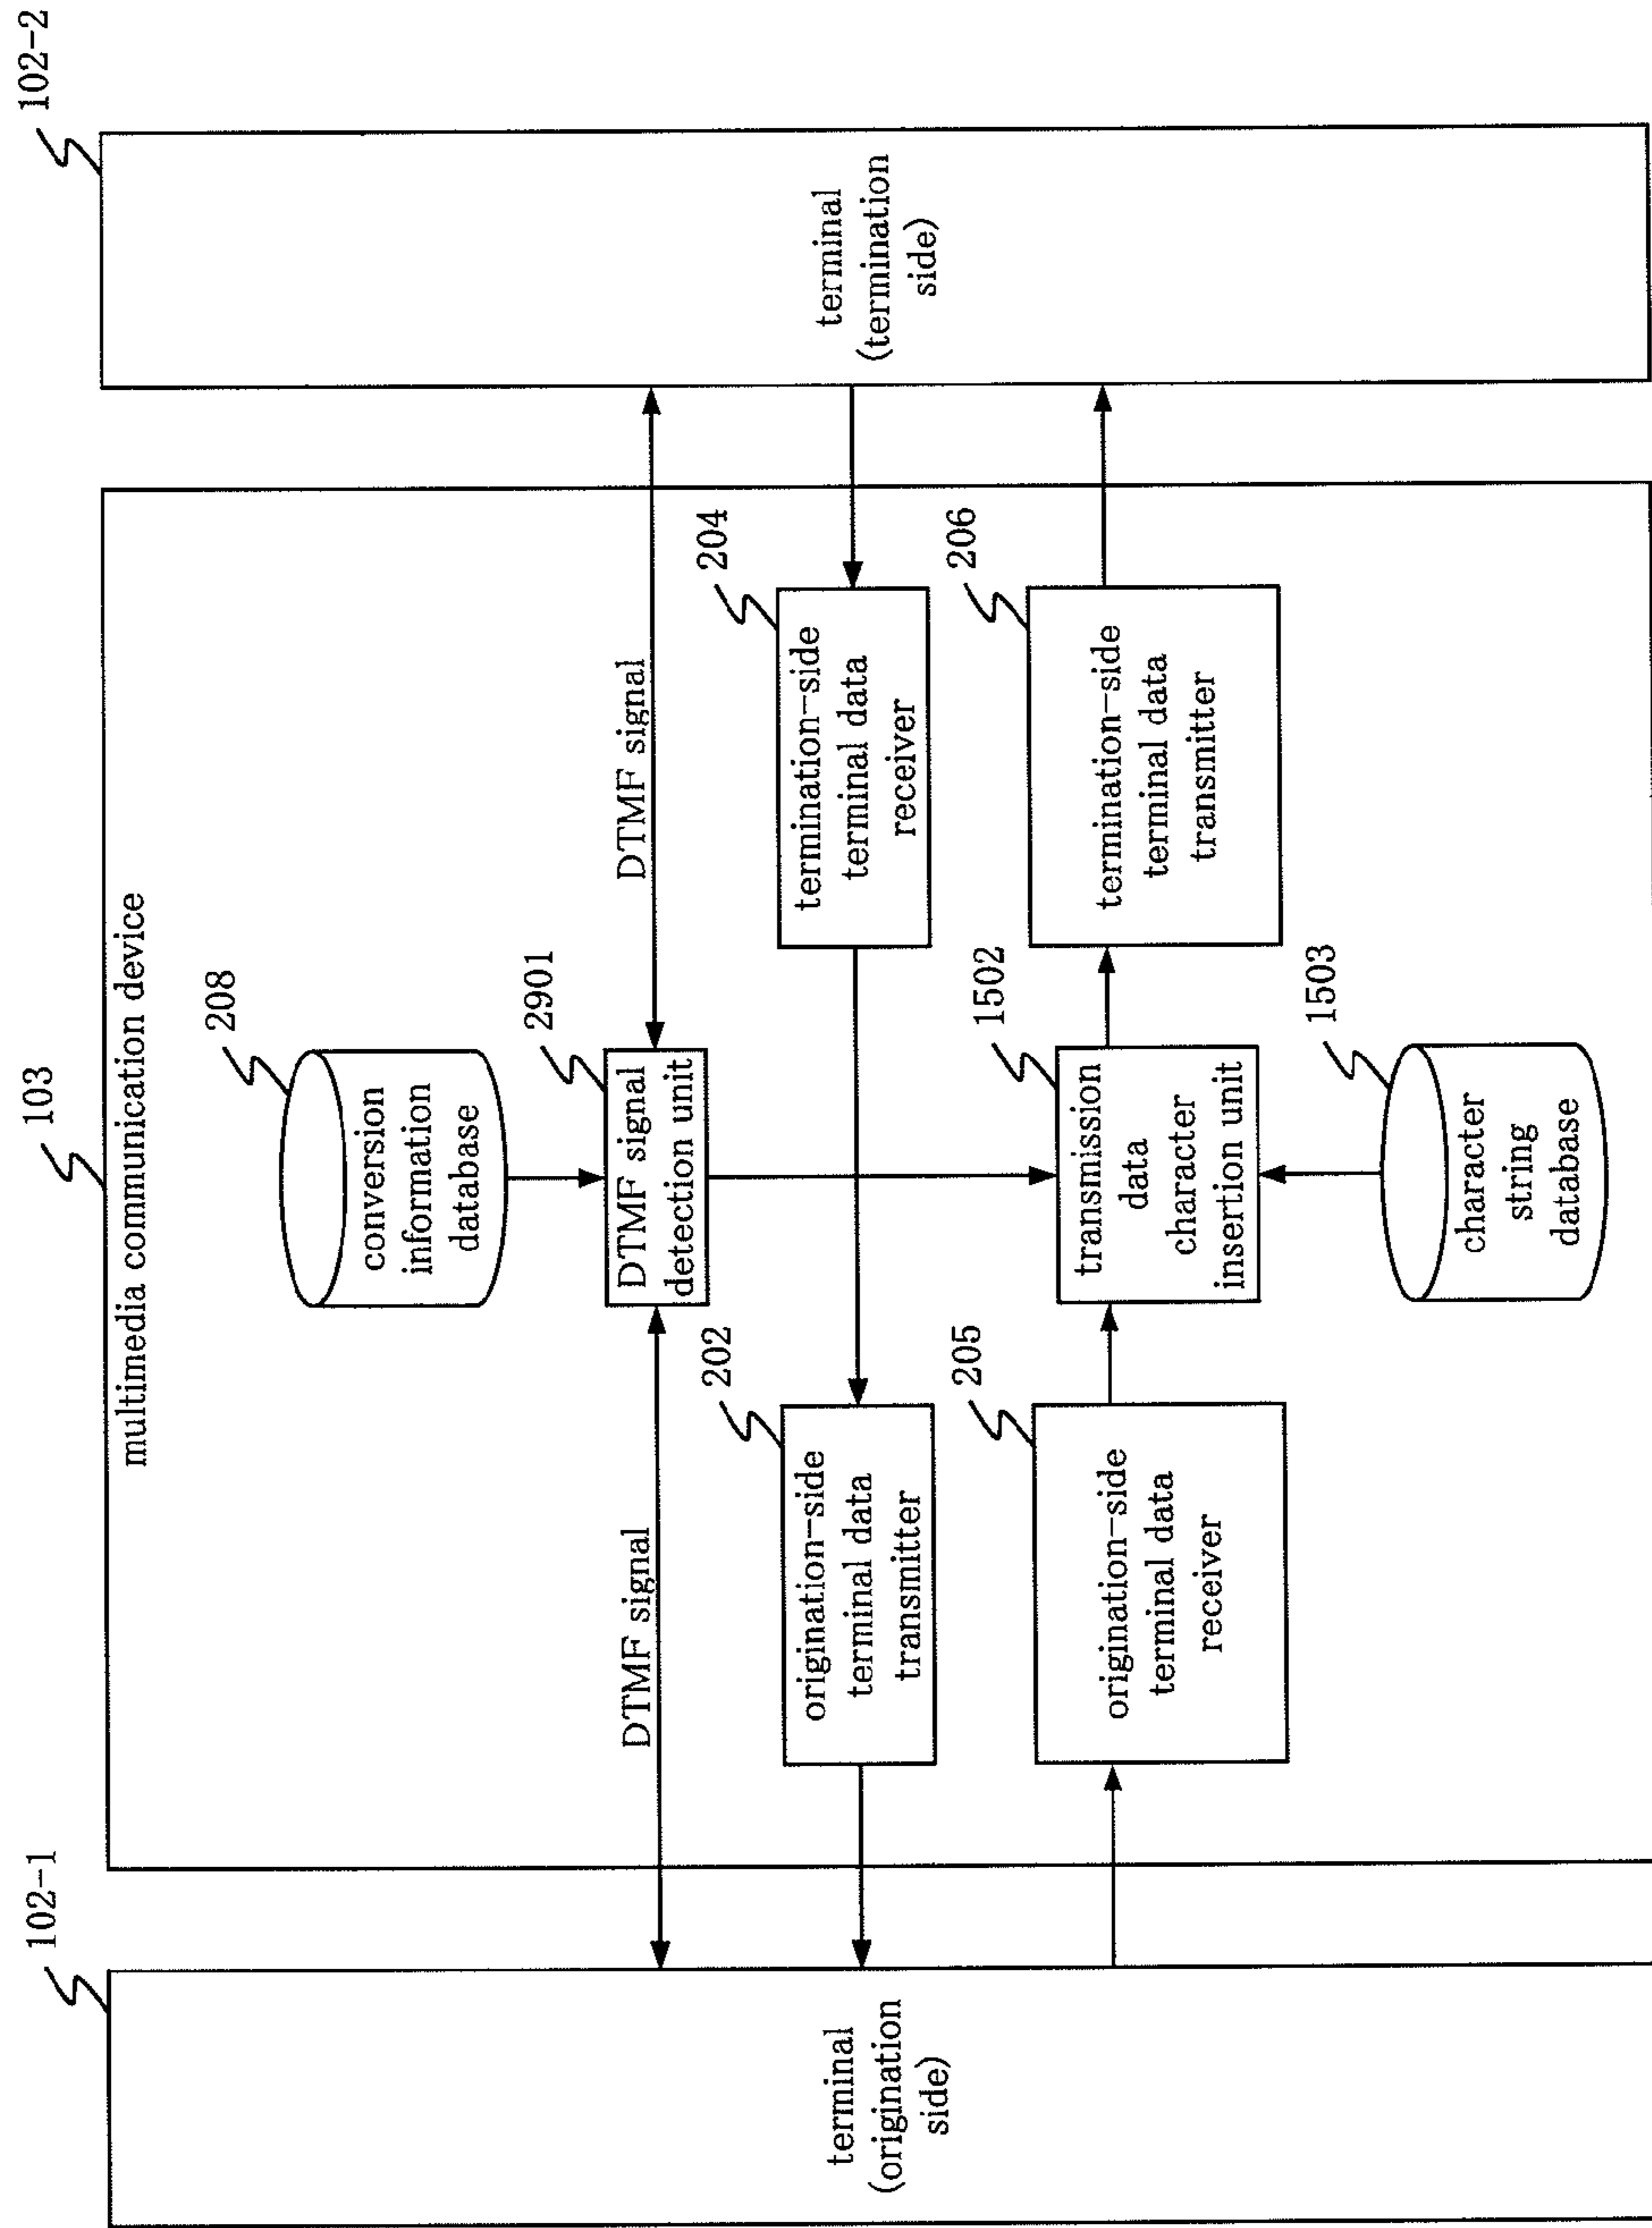 102-1
103
102-2
multimedia communication device
208
conversion
information
database
2901
DTMF signal
DTMF signal
detection unit
DTMF signal
202
204
origination-side
terminal data
transmitter
termination-side
terminal data
receiver
terminal
(origination
side)
terminal
(termination
side)
205
1502
206
origination-side
terminal data
receiver
transmission
data
character
insertion unit
termination-side
terminal data
transmitter
1503
character
string
database